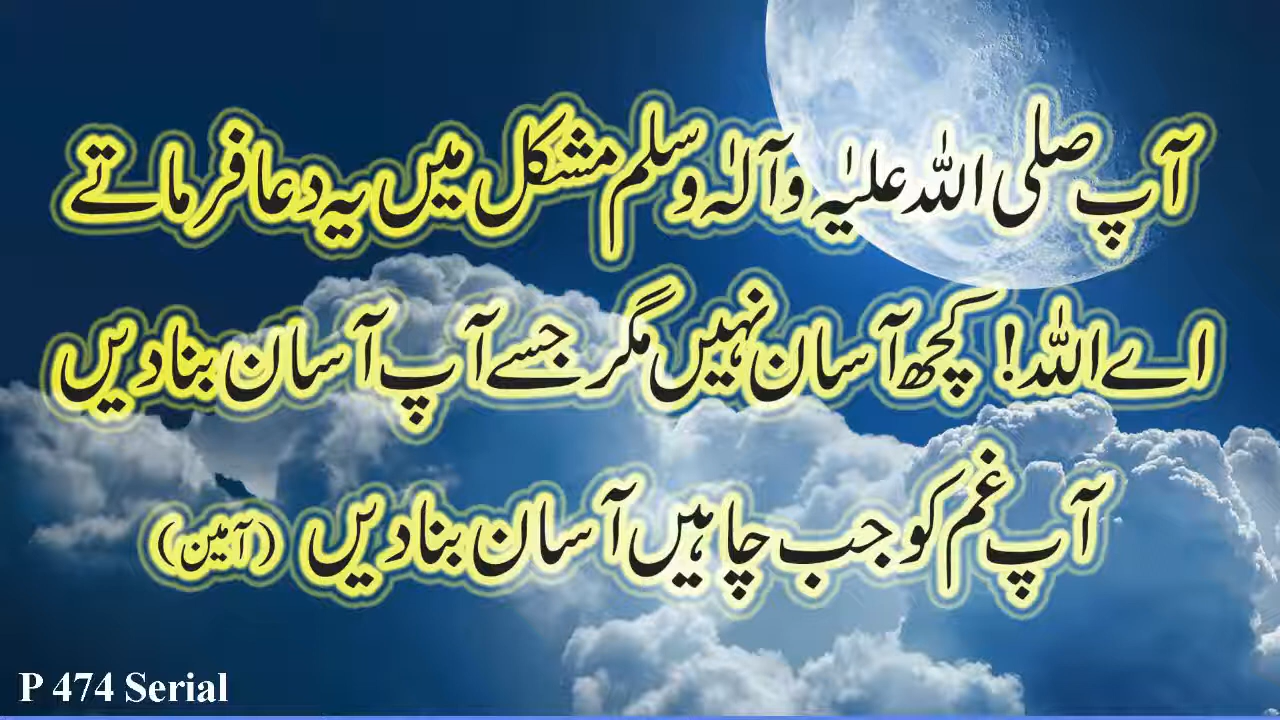 آپ صلی اللہ علیہ وآلہٰ وسلم مشکل میں یہ دعا فرماتے
اے اللہ! کچھ آسان نہیں مگر جسے آپ آسان بنا دیں
آپ غم کو جب چاہیں آسان بنا دیں (آمین)
P 474 Serial